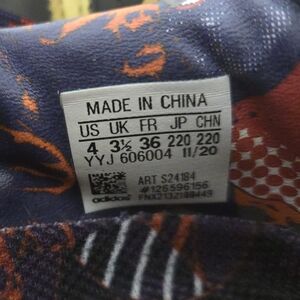 MADE IN CHINA
US UK FR JP CHN
4 3½ 36 220 220
YYJ 606004 11/20
ART S24184
#126596156
adidas